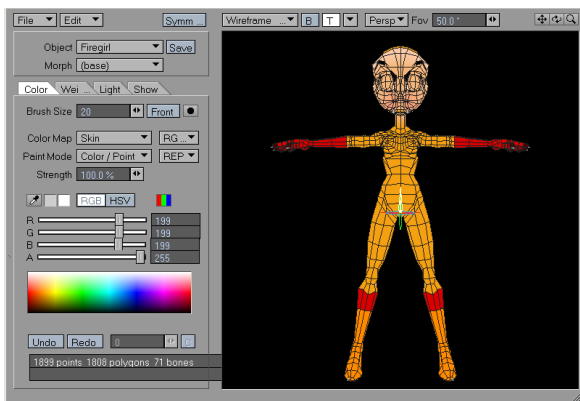 File Edit Symm ... Wireframe ... B T Persp Fov 50.0 °
Object Firegirl Save
Morph (base)
Color Wei ... Light Show
Brush Size 20 Front
Color Map Skin RG ...
Paint Mode Color / Point REP
Strength 100.0 %
RGB HSV
R 199
G 199
B 199
A 255
Undo Redo 0
1899 points 1808 polygons 71 bones